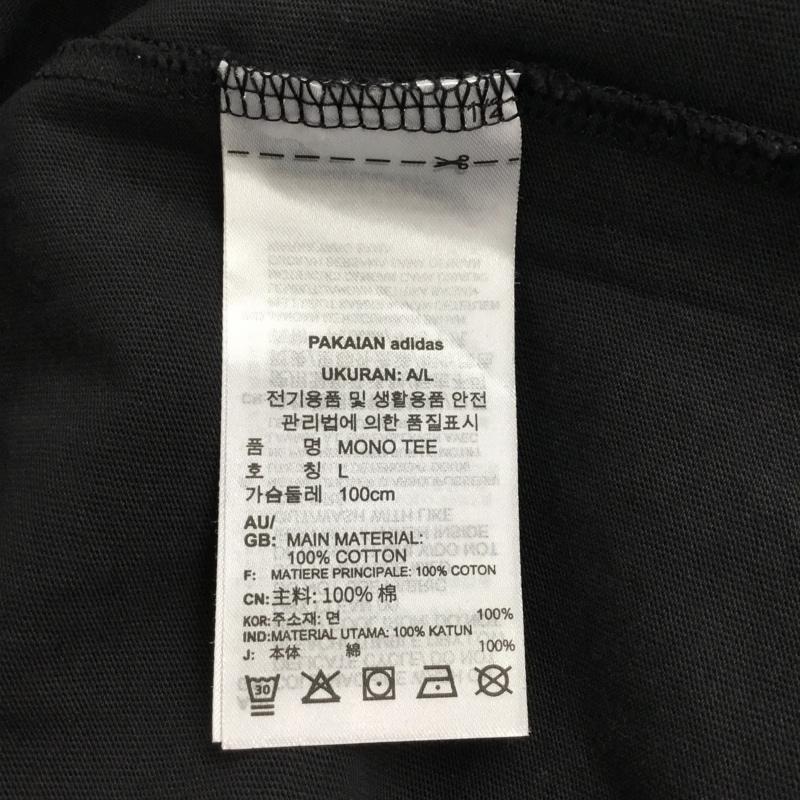 1/2
PAKAIAN adidas
UKURAN: A/L
전기용품 및 생활용품 안전
관리법에 의한 품질표시
품 명 MONO TEE
호 칭 L
가슴둘레 100cm
AU/
GB: MAIN MATERIAL:
100% COTTON
F: MATIERE PRINCIPALE: 100% COTON
CN:主料: 100% 棉
KOR:주소재: 면 100%
IND:MATERIAL UTAMA: 100% KATUN
J: 本体 綿 100%
30